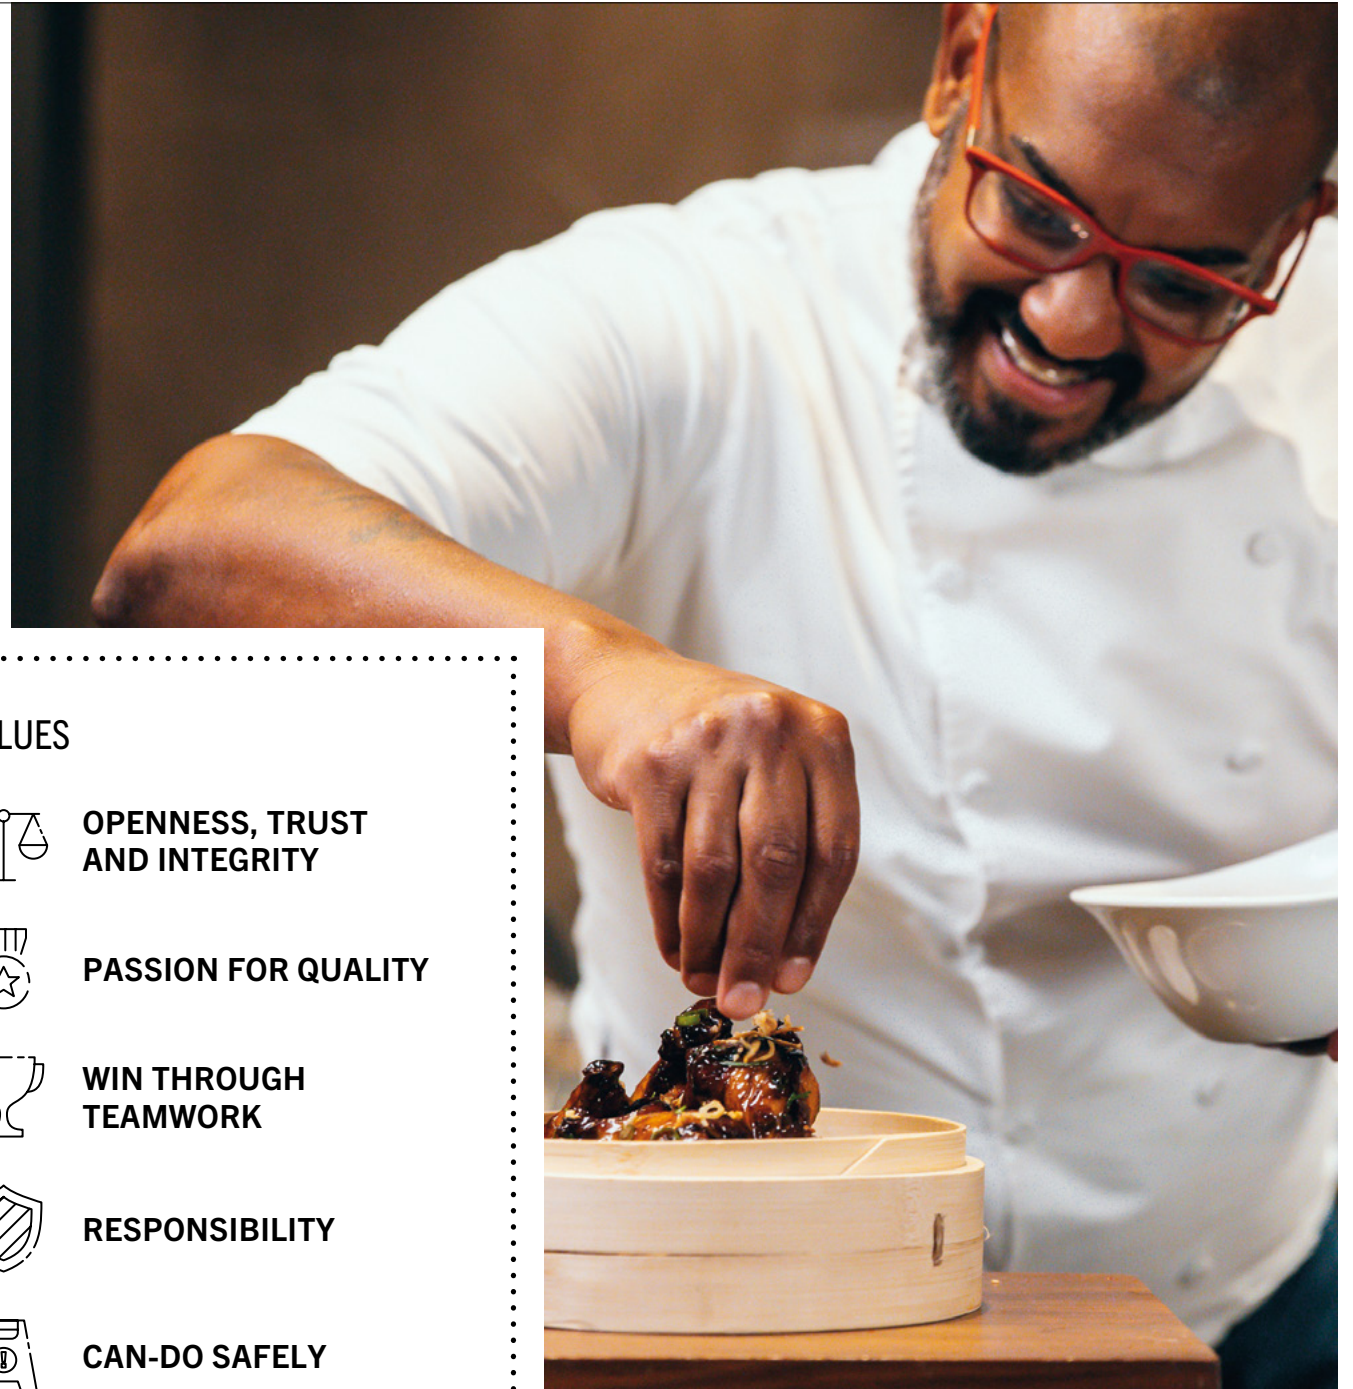 LUES
OPENNESS, TRUST
AND INTEGRITY
PASSION FOR QUALITY
WIN THROUGH
TEAMWORK
RESPONSIBILITY
CAN-DO SAFELY